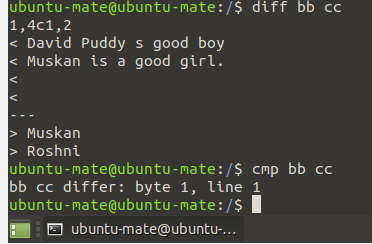 ubuntu-mate@ubuntu-mate:/$ diff bb cc
1,4c1,2
< David Puddy s good boy
< Muskan is a good girl.
<
<
---
> Muskan
> Roshni
ubuntu-mate@ubuntu-mate:/$ cmp bb cc
bb cc differ: byte 1, line 1
ubuntu-mate@ubuntu-mate:/$
ubuntu-mate@ubuntu-...